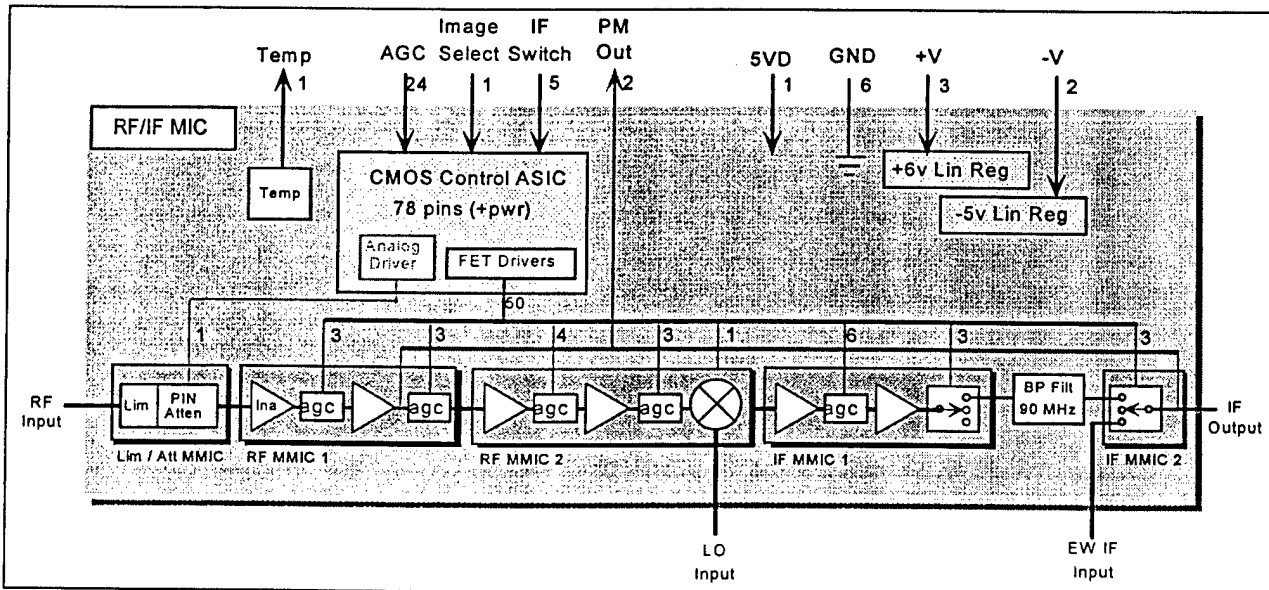 Temp
1
AGC
24
Image
Select
1
IF
Switch
5
PM
Out
2
5VD
1
GND
6
+V
3
-V
2
RF/IF MIC
Temp
CMOS Control ASIC
78 pins (+pwr)
Analog
Driver
FET Drivers
+6v Lin Reg
-5v Lin Reg
50
1
3
3
4
3
1
6
3
3
RF
Input
Lim
PIN
Atten
lna
agc
agc
agc
agc
agc
BP Filt
90 MHz
IF
Output
Lim / Att MMIC
RF MMIC 1
RF MMIC 2
IF MMIC 1
IF MMIC 2
LO
Input
EW IF
Input